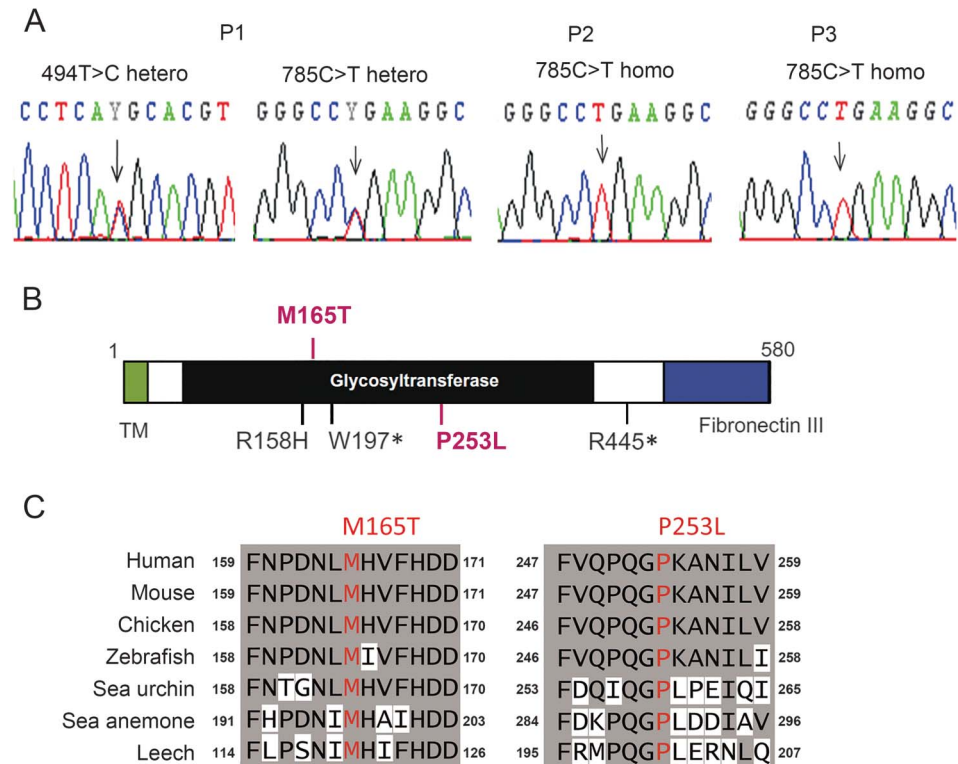 A
P1 P2 P3
494T>C hetero 785C>T hetero 785C>T homo 785C>T homo
CCTCAYGCACGT GGGCCYGAAGGC GGGCCTGAAGGC GGGCCTGAAGGC
B
M165T
1 580
Glycosyltransferase
TM R158H W197* P253L R445* Fibronectin III
C
M165T P253L
Human 159 FNPDNLMHVFHDD 171 247 FVQPQGPKANILV 259
Mouse 159 FNPDNLMHVFHDD 171 247 FVQPQGPKANILV 259
Chicken 158 FNPDNLMHVFHDD 170 246 FVQPQGPKANILV 258
Zebrafish 158 FNPDNLMIVFHDD 170 246 FVQPQGPKANILI 258
Sea urchin 158 FNTGNLMHVFHDD 170 253 FDQIQGPLPEIQI 265
Sea anemone 191 FHPDNIMHAIHDD 203 284 FDKPQGPLDDIAV 296
Leech 114 FLPSNIMHIFHDD 126 195 FRMPQGPLERNLQ 207